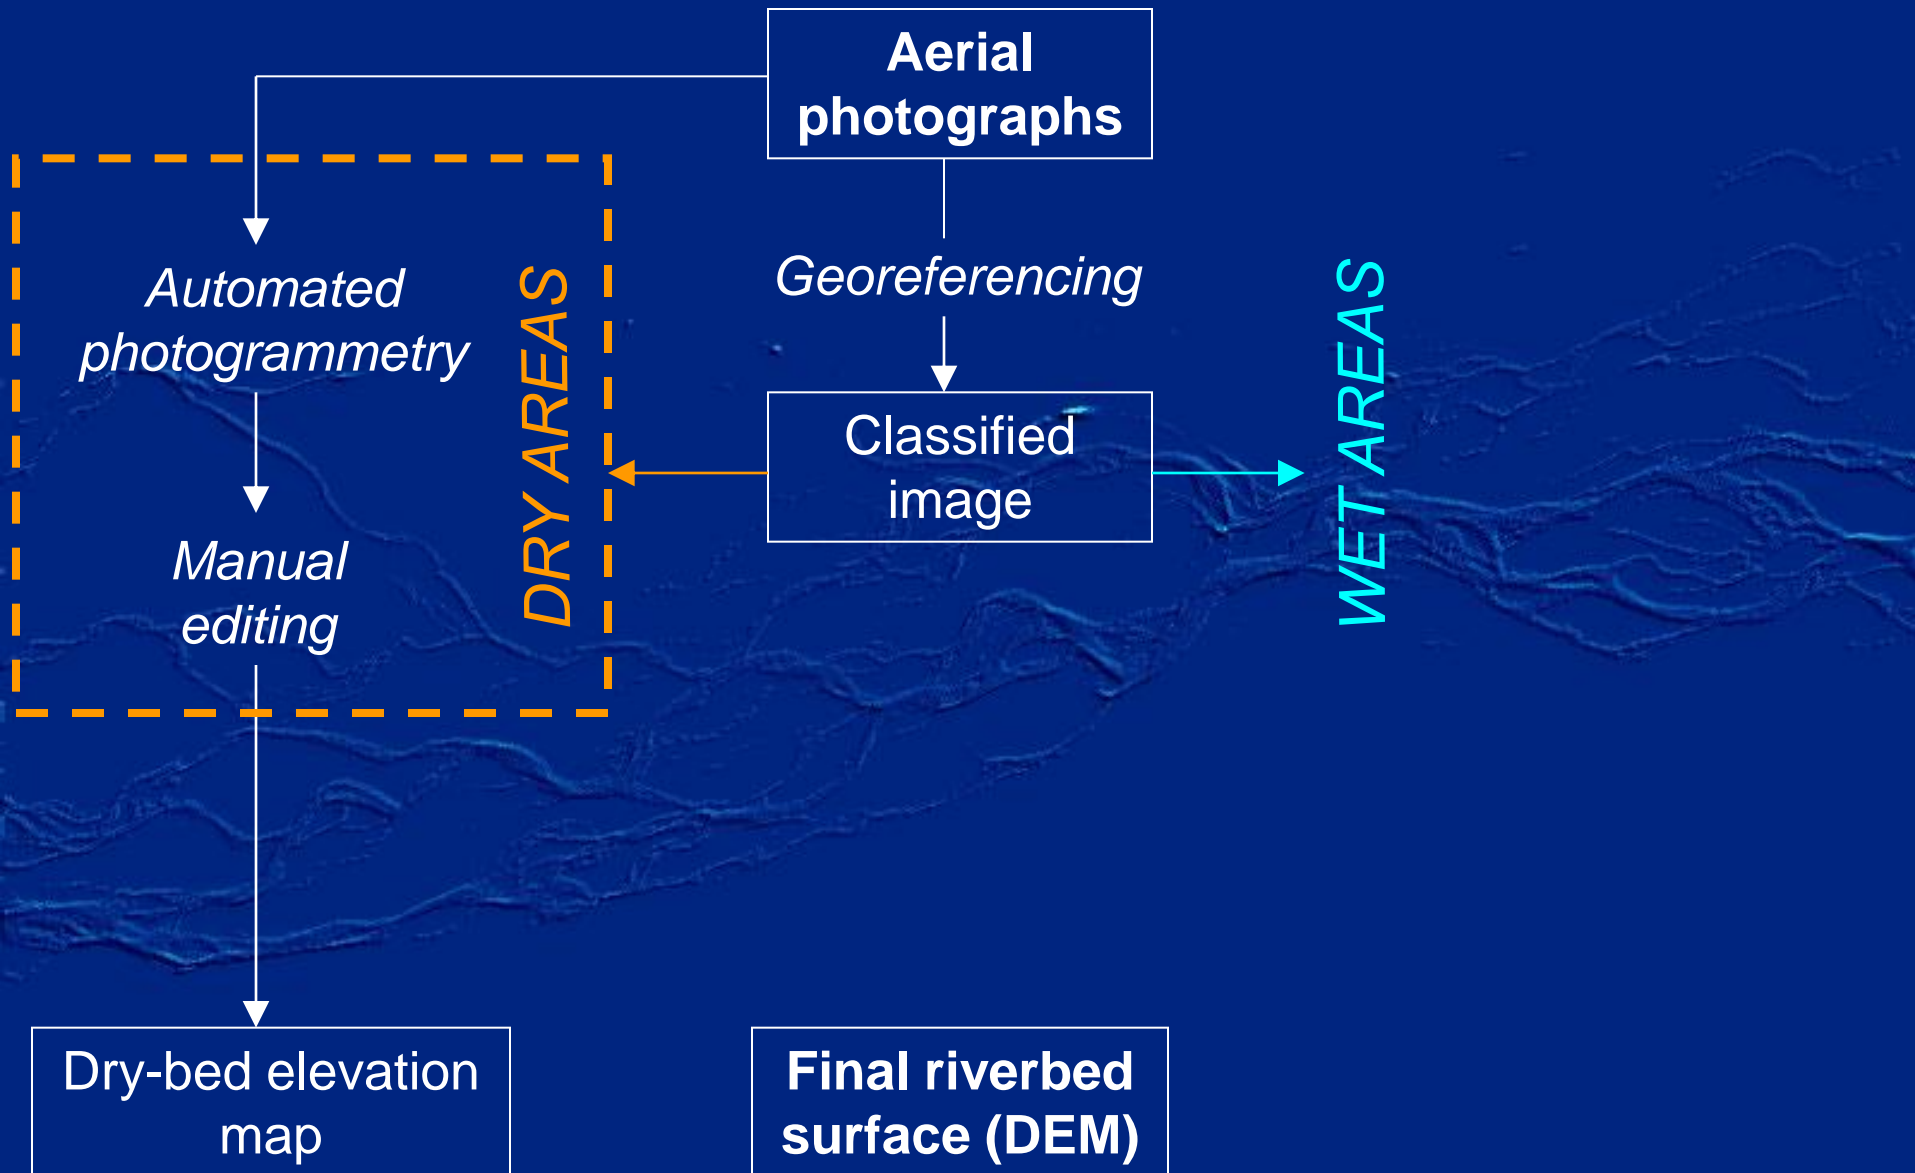 Aerial
photographs
Automated
photogrammetry
DRY AREAS
Georeferencing
WET AREAS
Classified
image
Manual
editing
Dry-bed elevation
map
Final riverbed
surface (DEM)